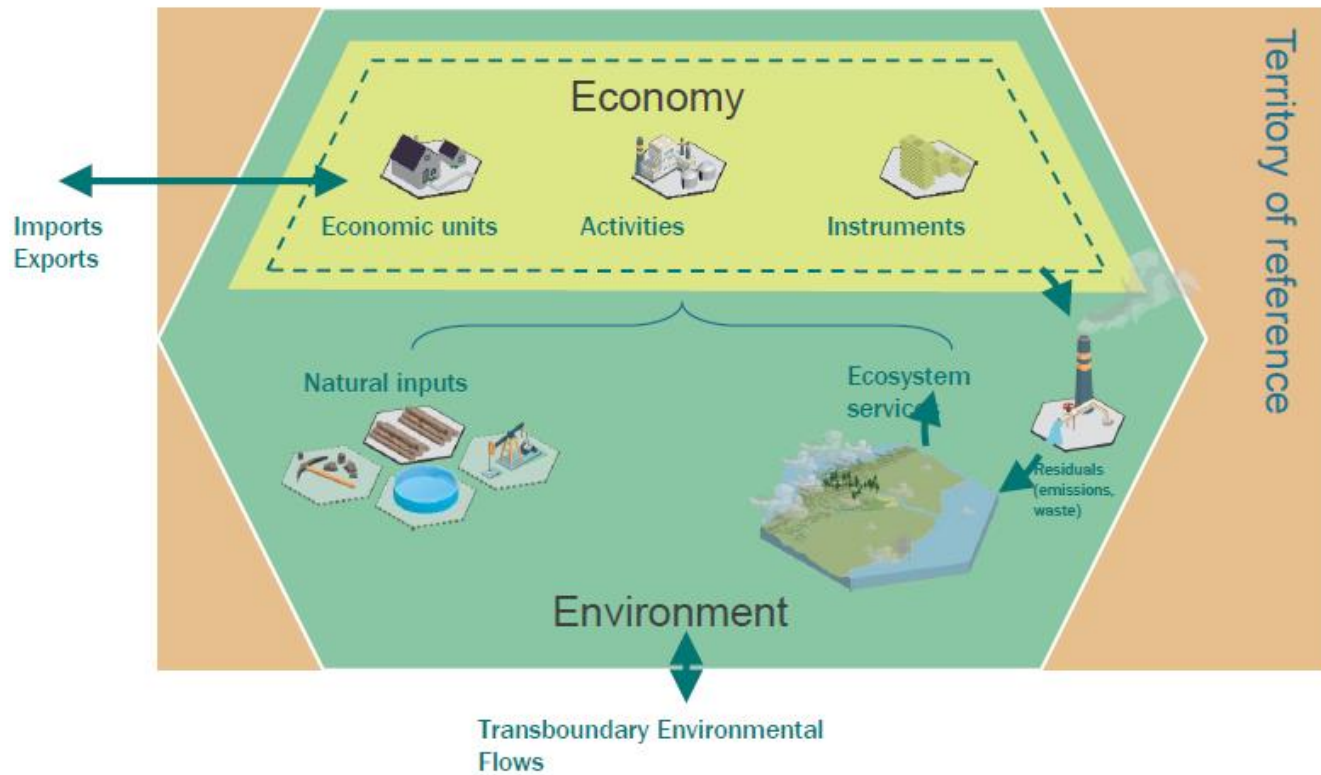 Economy
Economic units
Activities
Instruments
Imports
Exports
Territory of reference
Natural inputs
Ecosystem
services
Residuals
(emissions,
waste)
Environment
Transboundary Environmental
Flows